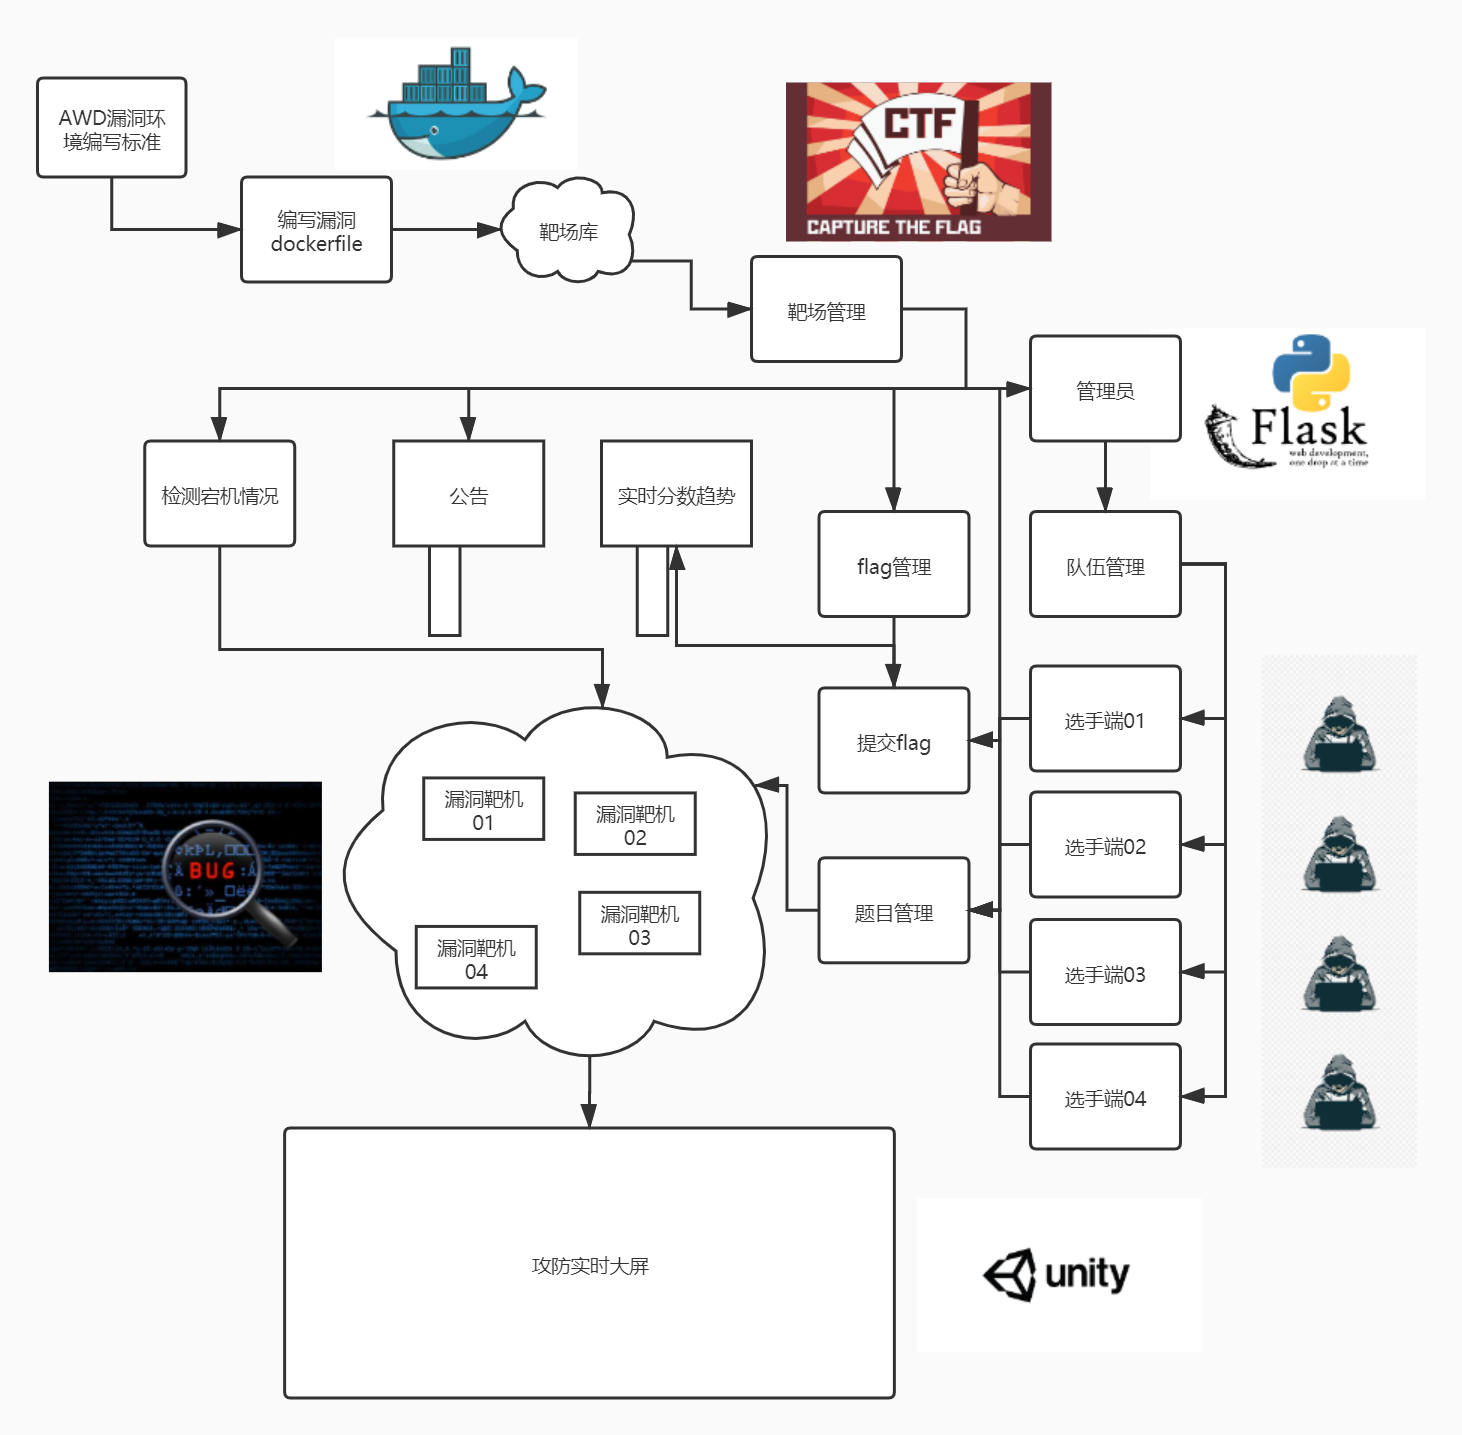 AWD漏洞环
境编写标准
编写漏洞
dockerfile
靶场库
CTF
CAPTURE THE FLAG
靶场管理
管理员
Flask
web development,
one drop at a time
检测宕机情况
公告
实时分数趋势
flag管理
队伍管理
选手端01
提交flag
漏洞靶机
01
漏洞靶机
02
选手端02
BUG
题目管理
漏洞靶机
03
漏洞靶机
04
选手端03
选手端04
攻防实时大屏
unity